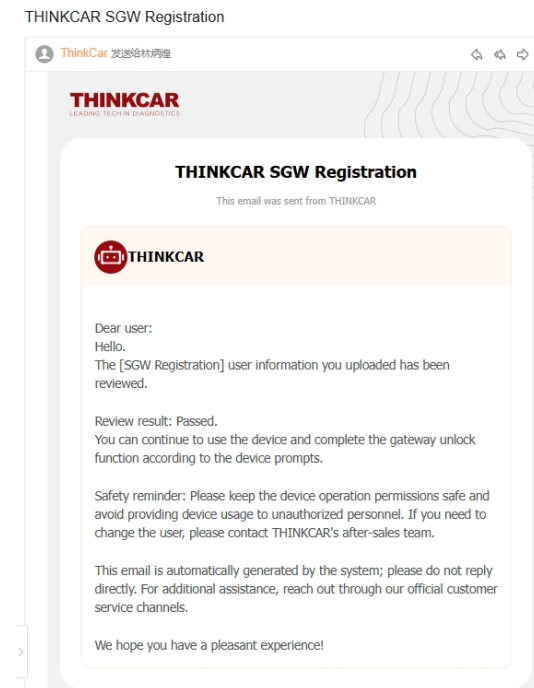 THINKCAR SGW Registration
ThinkCar 发送给林炳煌
THINKCAR
LEADING TECH IN DIAGNOSTICS
THINKCAR SGW Registration
This email was sent from THINKCAR
THINKCAR
Dear user:
Hello.
The [SGW Registration] user information you uploaded has been
reviewed.
Review result: Passed.
You can continue to use the device and complete the gateway unlock
function according to the device prompts.
Safety reminder: Please keep the device operation permissions safe and
avoid providing device usage to unauthorized personnel. If you need to
change the user, please contact THINKCAR's after-sales team.
This email is automatically generated by the system; please do not reply
directly. For additional assistance, reach out through our official customer
service channels.
We hope you have a pleasant experience!